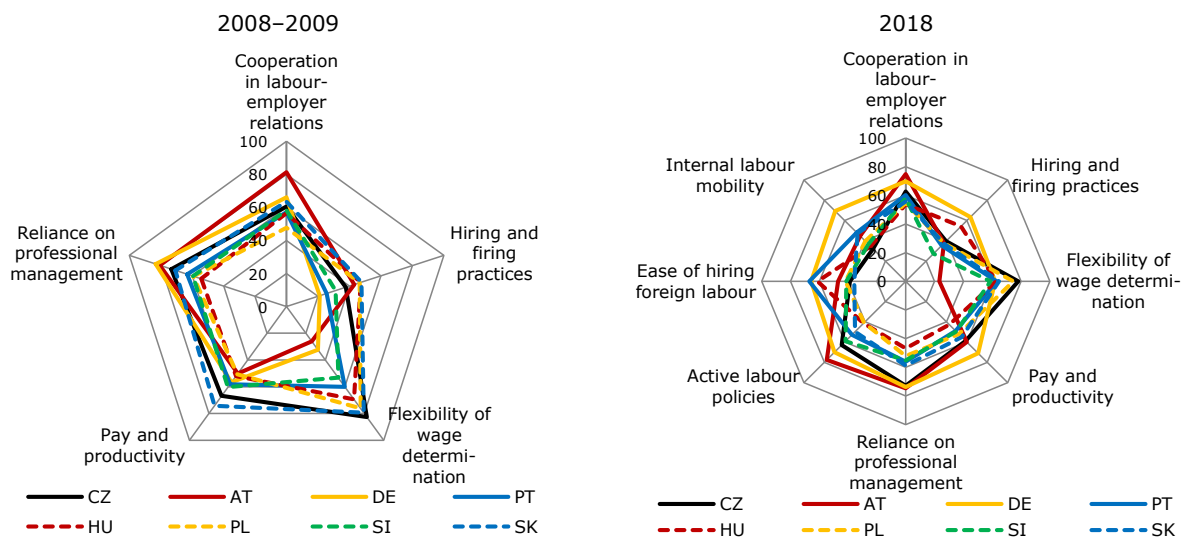 2008–2009
Cooperation
in labour-
employer
relations
100
80
60
40
20
0
Hiring and
firing practices
Flexibility of
wage
determi-
nation
Pay and
productivity
Reliance on
professional
management
CZ
AT
DE
PT
HU
PL
SI
SK
2018
Cooperation in
labour-
employer
relations
100
80
60
40
20
0
Hiring and
firing practices
Flexibility of
wage determi-
nation
Pay and
productivity
Reliance on
professional
management
Active labour
policies
Ease of hiring
foreign labour
Internal labour
mobility
CZ
AT
DE
PT
HU
PL
SI
SK